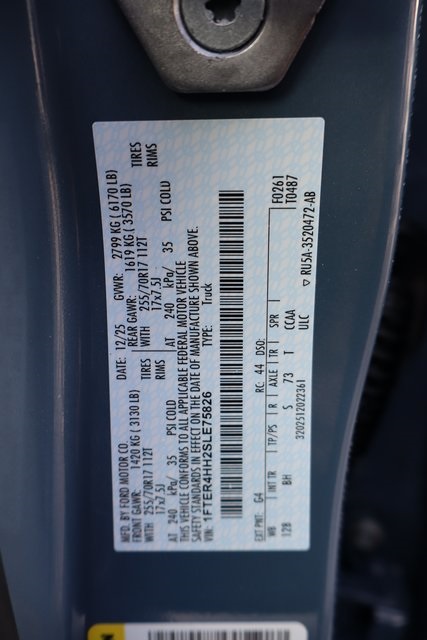 MFD. BY FORD MOTOR CO.
DATE: 12/25
GVWR: 2799 KG ( 6170 LB)
FRONT GAWR: 1420 KG ( 3130 LB)
REAR GAWR: 1619 KG ( 3570 LB)
WITH 255/70R17 112T TIRES
WITH 255/70R17 112T TIRES
17x7.5J RIMS
17x7.5J RIMS
AT 240 kPa/ 35 PSI COLD
AT 240 kPa/ 35 PSI COLD
THIS VEHICLE CONFORMS TO ALL APPLICABLE FEDERAL MOTOR VEHICLE
SAFETY STANDARDS IN EFFECT ON THE DATE OF MANUFACTURE SHOWN ABOVE.
1FTER4HH2SLE75826
TYPE: Truck
EXT PNT: G4 RC: 44 DSO: F0261
T0487
WB INT TR TP/PS R AXLE TR SPR
128 BH S 73 T CCAA
ULC
3202512022361
▽ RU5A-3520472-AB